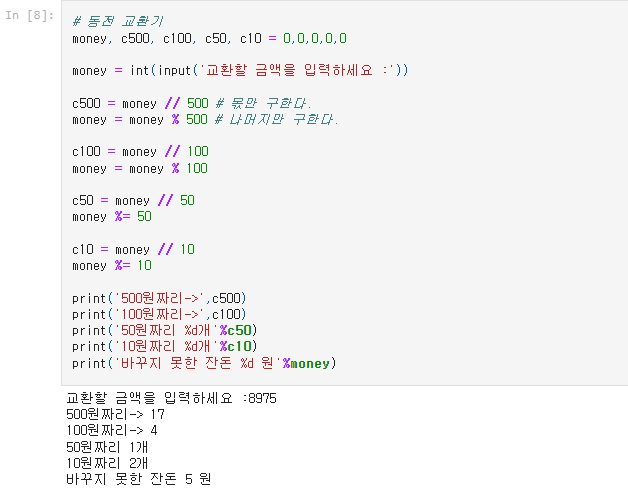 In [8]:
# 동전 교환기
money, c500, c100, c50, c10 = 0,0,0,0,0
money = int(input('교환할 금액을 입력하세요 :'))
c500 = money // 500 # 몫만 구한다.
money = money % 500 # 나머지만 구한다.
c100 = money // 100
money = money % 100
c50 = money // 50
money %= 50
c10 = money // 10
money %= 10
print('500원짜리->',c500)
print('100원짜리->',c100)
print('50원짜리 %d개'%c50)
print('10원짜리 %d개'%c10)
print('바꾸지 못한 잔돈 %d 원'%money)
교환할 금액을 입력하세요 :8975
500원짜리-> 17
100원짜리-> 4
50원짜리 1개
10원짜리 2개
바꾸지 못한 잔돈 5 원